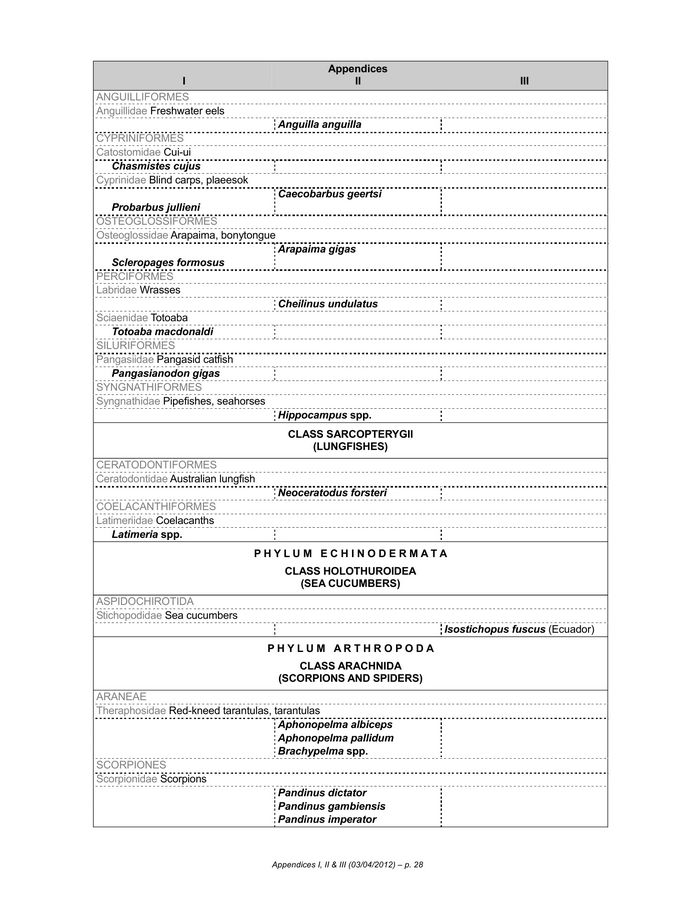 Appendices
I II III
ANGUILLIFORMES
Anguillidae Freshwater eels
Anguilla anguilla
CYPRINIFORMES
Catostomidae Cui-ui
Chasmistes cujus
Cyprinidae Blind carps, plaeesok
Caecobarbus geertsi
Probarbus jullieni
OSTEOGLOSSIFORMES
Osteoglossidae Arapaima, bonytongue
Arapaima gigas
Scleropages formosus
PERCIFORMES
Labridae Wrasses
Cheilinus undulatus
Sciaenidae Totoaba
Totoaba macdonaldi
SILURIFORMES
Pangasiidae Pangasid catfish
Pangasianodon gigas
SYNGNATHIFORMES
Syngnathidae Pipefishes, seahorses
Hippocampus spp.
CLASS SARCOPTERYGII
(LUNGFISHES)
CERATODONTIFORMES
Ceratodontidae Australian lungfish
Neoceratodus forsteri
COELACANTHIFORMES
Latimeriidae Coelacanths
Latimeria spp.
PHYLUM ECHINODERMATA
CLASS HOLOTHUROIDEA
(SEA CUCUMBERS)
ASPIDOCHIROTIDA
Stichopodidae Sea cucumbers
Isostichopus fuscus (Ecuador)
PHYLUM ARTHROPODA
CLASS ARACHNIDA
(SCORPIONS AND SPIDERS)
ARANEAE
Theraphosidae Red-kneed tarantulas, tarantulas
Aphonopelma albiceps
Aphonopelma pallidum
Brachypelma spp.
SCORPIONES
Scorpionidae Scorpions
Pandinus dictator
Pandinus gambiensis
Pandinus imperator
Appendices I, II & III (03/04/2012) – p. 28